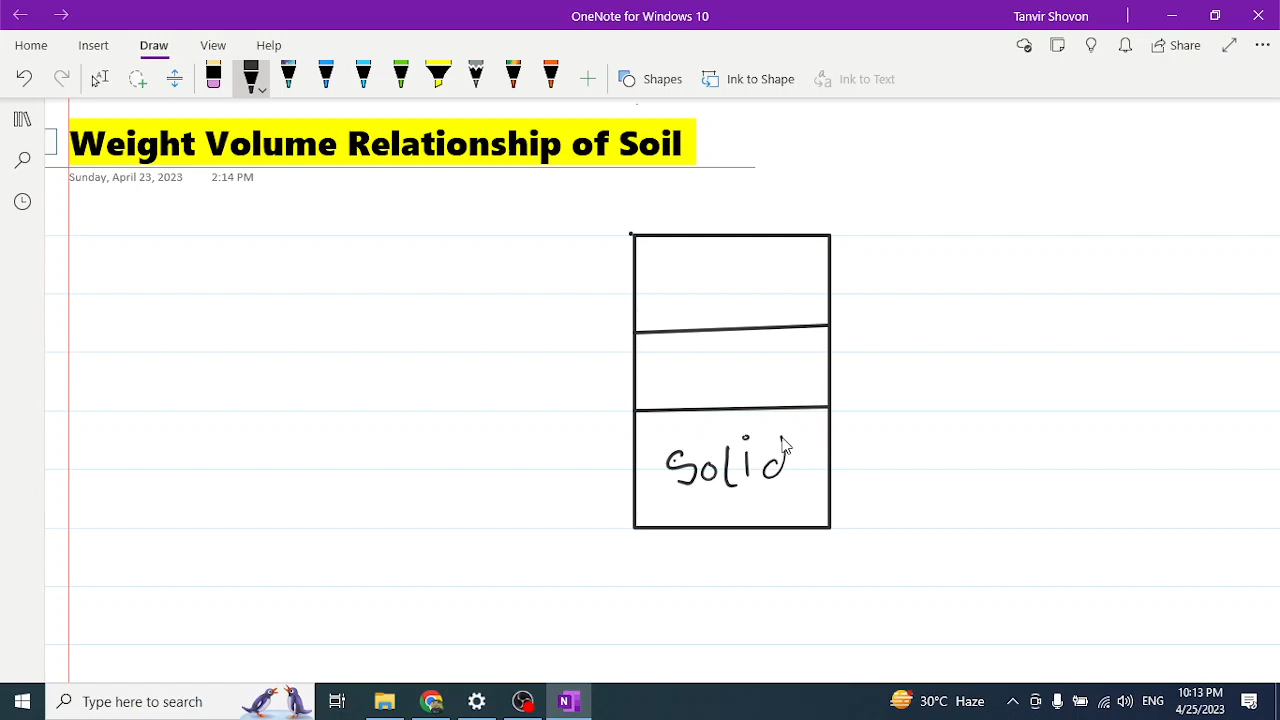 OneNote for Windows 10
Tanvir Shovon
Home Insert Draw View Help
Share
Shapes
Ink to Shape
Ink to Text
Weight Volume Relationship of Soil
Sunday, April 23, 2023 2:14 PM
Solid
Type here to search
30°C Haze
ENG
10:13 PM
4/25/2023